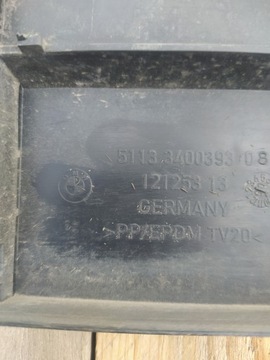 5113.3400393.08
121253 13
GERMANY
>PP/EPDM TV20<